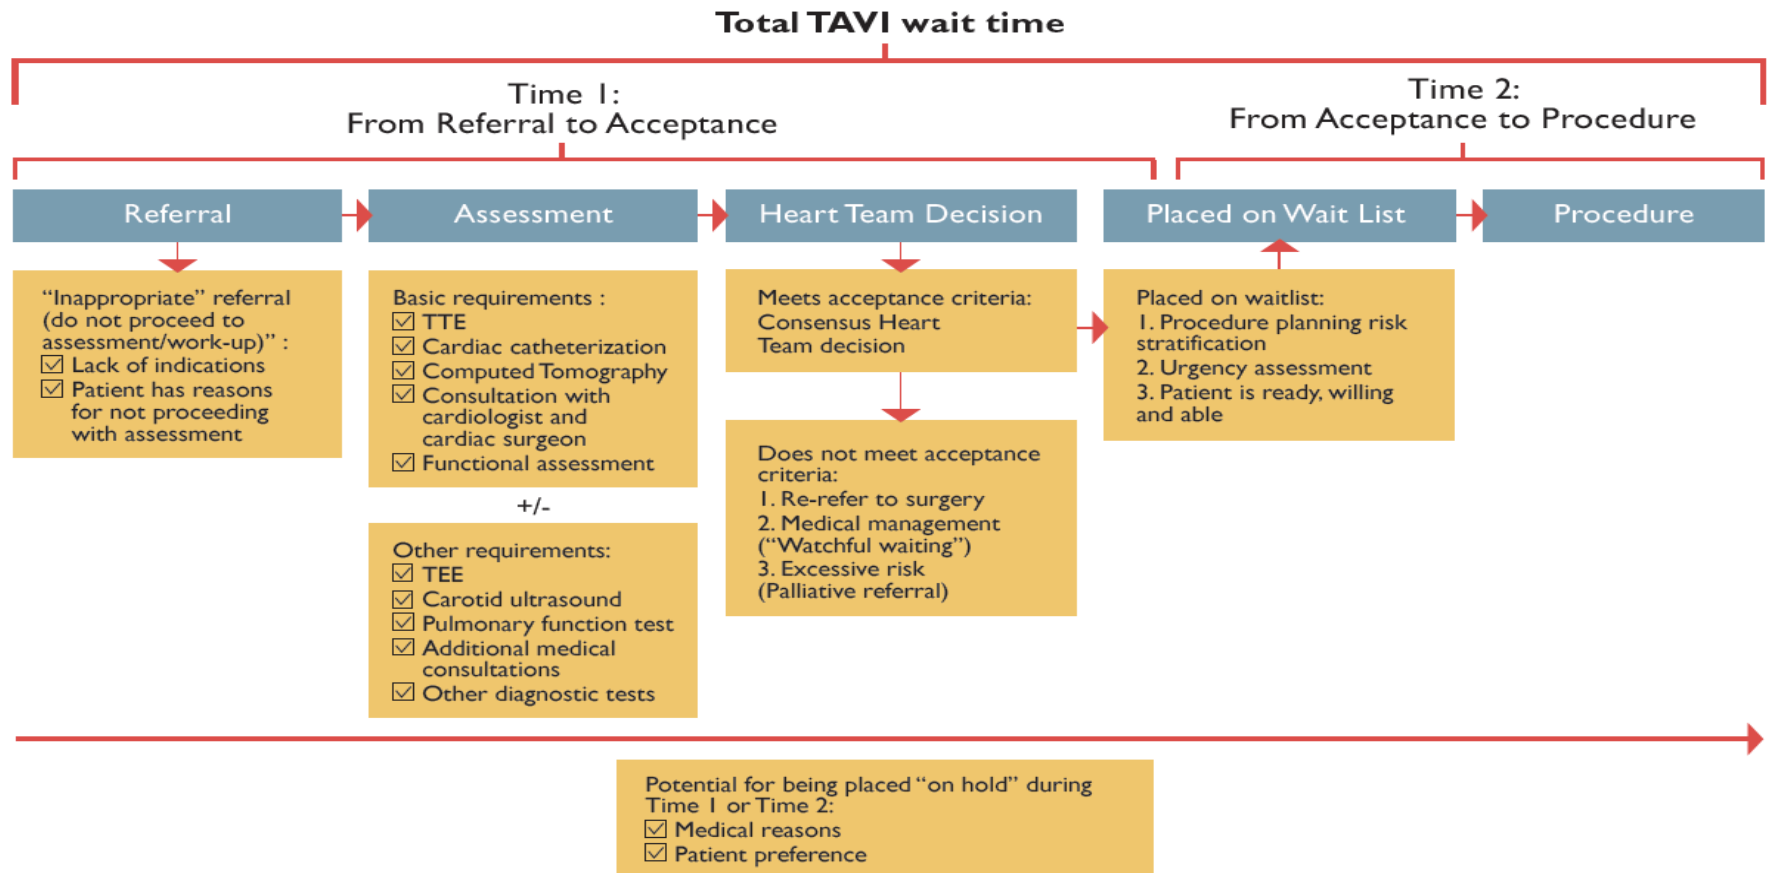 Total TAVI wait time
Time 1:
From Referral to Acceptance
Time 2:
From Acceptance to Procedure
Referral
Assessment
Heart Team Decision
Placed on Wait List
Procedure
“Inappropriate” referral
(do not proceed to
assessment/work-up)” :
Lack of indications
Patient has reasons
for not proceeding
with assessment
Basic requirements :
TTE
Cardiac catheterization
Computed Tomography
Consultation with
cardiologist and
cardiac surgeon
Functional assessment
+/-
Other requirements:
TEE
Carotid ultrasound
Pulmonary function test
Additional medical
consultations
Other diagnostic tests
Meets acceptance criteria:
Consensus Heart
Team decision
Does not meet acceptance
criteria:
1. Re-refer to surgery
2. Medical management
(“Watchful waiting”)
3. Excessive risk
(Palliative referral)
Placed on waitlist:
1. Procedure planning risk
stratification
2. Urgency assessment
3. Patient is ready, willing
and able
Potential for being placed “on hold” during
Time 1 or Time 2:
Medical reasons
Patient preference